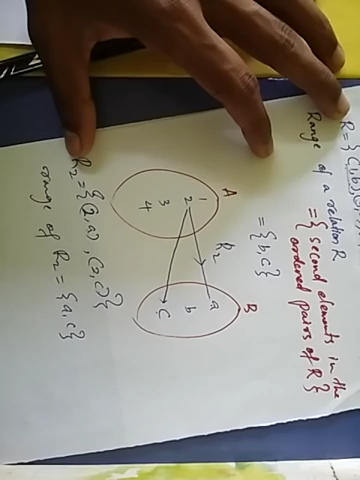 R = {(1,b),
Range of a relation R
= { second elements in the
ordered pairs of R }
= {b,c}
A
B
R₂
1
2
3
4
a
b
c
R₂ = {(2,a), (2,c)}
range of R₂ = {a,c}